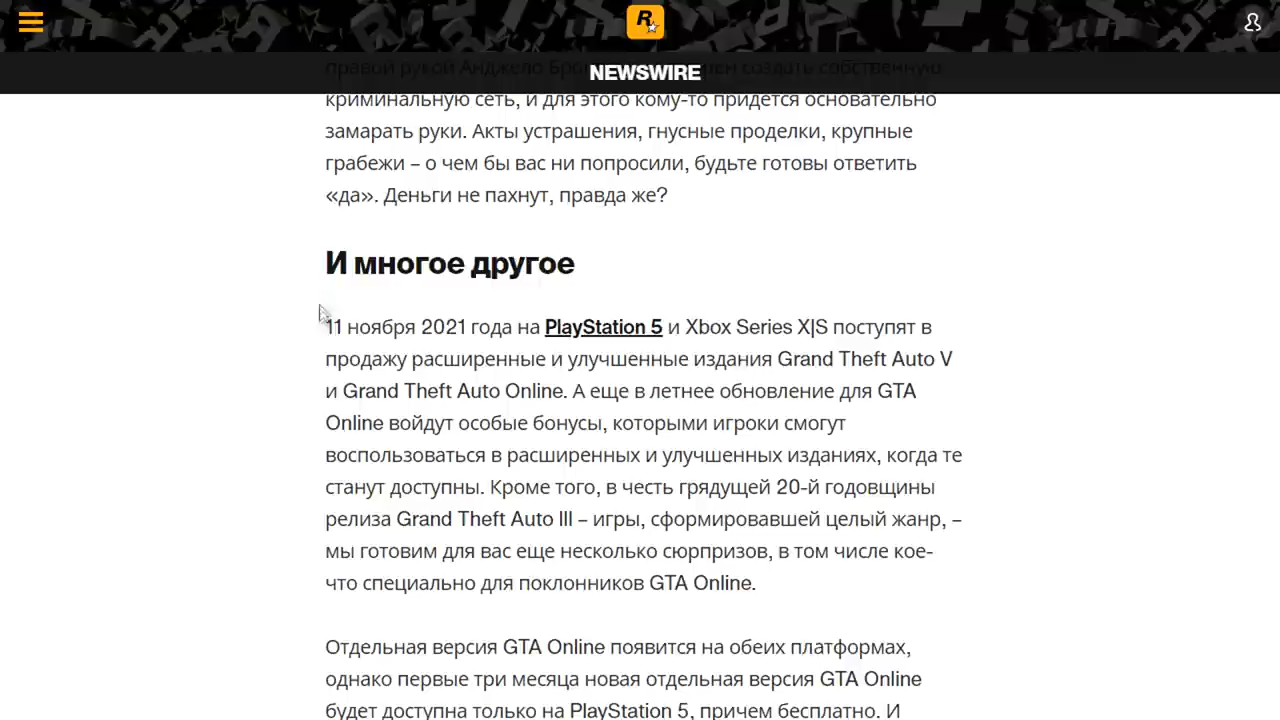 NEWSWIRE
правой рукой Анджело
криминальную сеть, и для этого кому-то придется основательно
замарать руки. Акты устрашения, гнусные проделки, крупные
грабежи – о чем бы вас ни попросили, будьте готовы ответить
«да». Деньги не пахнут, правда же?
И многое другое
11 ноября 2021 года на PlayStation 5 и Xbox Series X|S поступят в
продажу расширенные и улучшенные издания Grand Theft Auto V
и Grand Theft Auto Online. А еще в летнее обновление для GTA
Online войдут особые бонусы, которыми игроки смогут
воспользоваться в расширенных и улучшенных изданиях, когда те
станут доступны. Кроме того, в честь грядущей 20-й годовщины
релиза Grand Theft Auto III – игры, сформировавшей целый жанр, –
мы готовим для вас еще несколько сюрпризов, в том числе кое-
что специально для поклонников GTA Online.
Отдельная версия GTA Online появится на обеих платформах,
однако первые три месяца новая отдельная версия GTA Online
будет доступна только на PlayStation 5, причем бесплатно. И